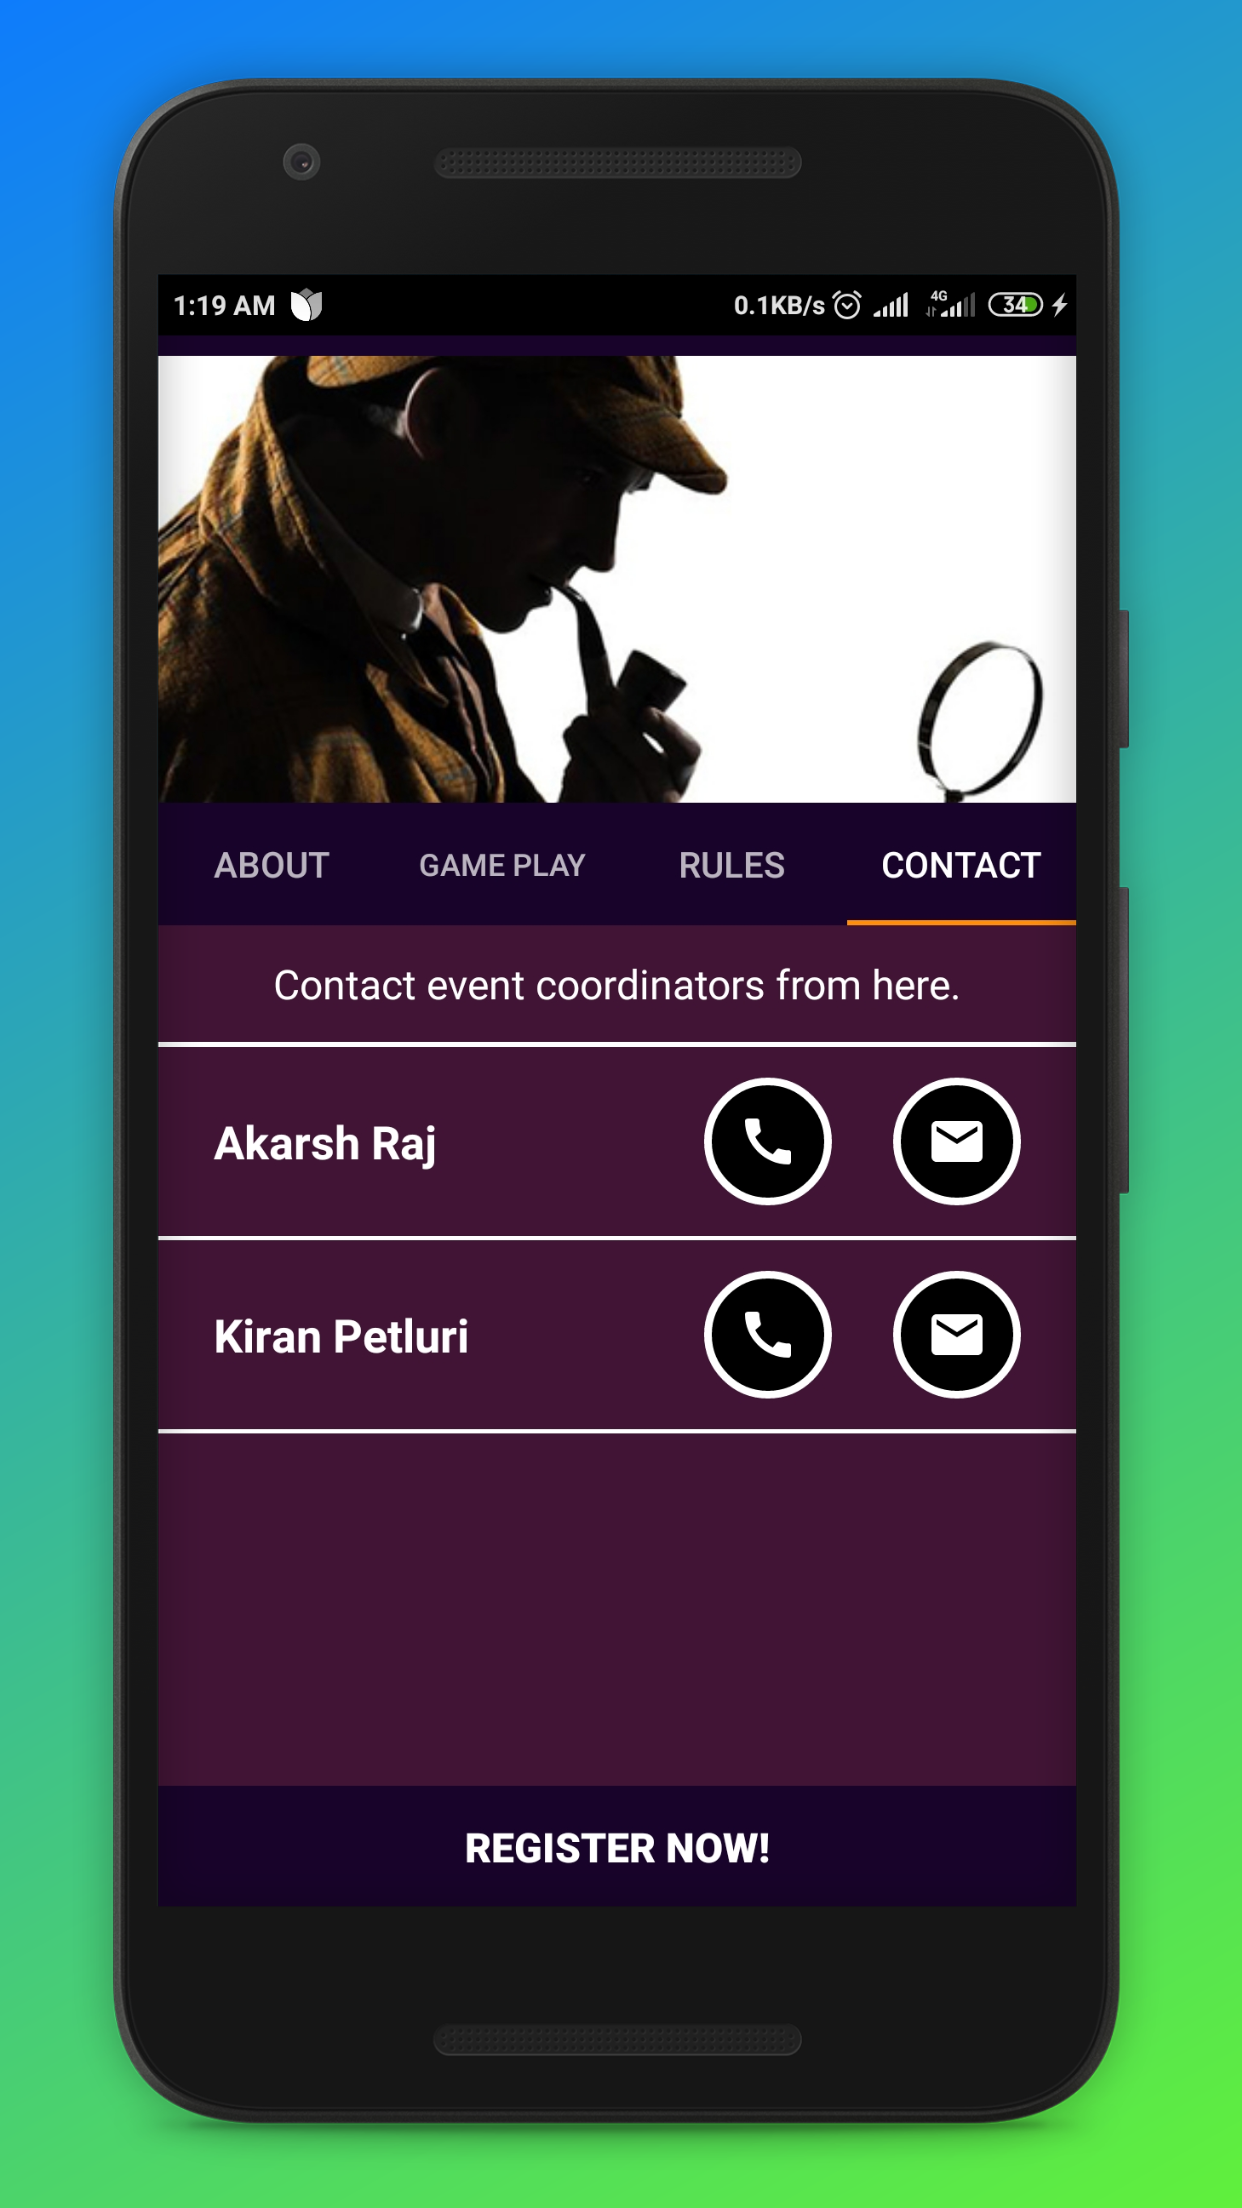 1:19 AM 0.1KB/s 4G 34
ABOUT GAME PLAY RULES CONTACT
Contact event coordinators from here.
Akarsh Raj
Kiran Petluri
REGISTER NOW!